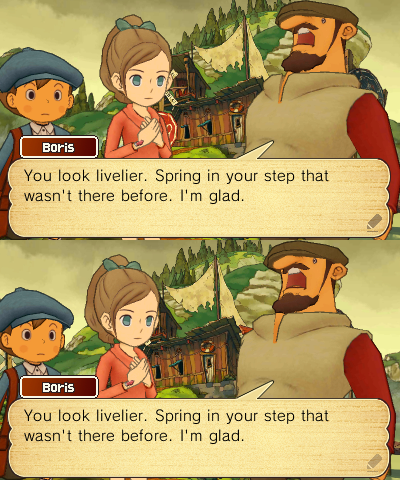 Boris
You look livelier. Spring in your step that
wasn't there before. I'm glad.
Boris
You look livelier. Spring in your step that
wasn't there before. I'm glad.